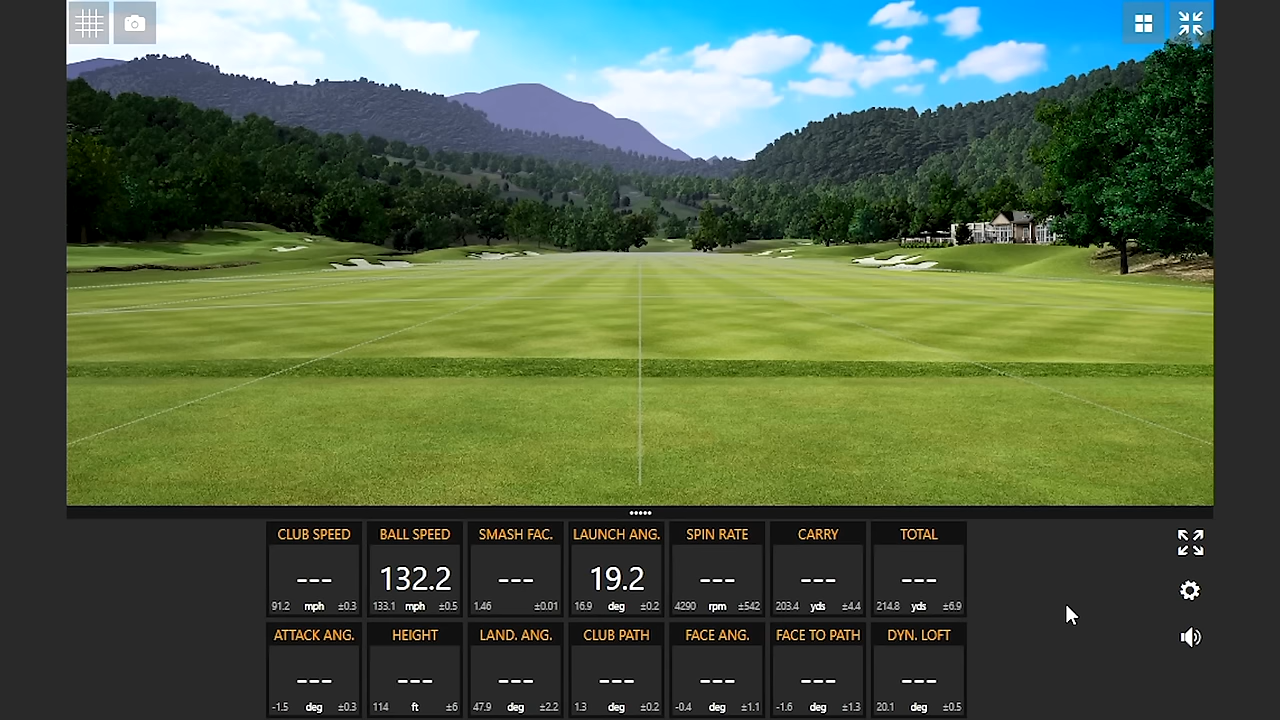 CLUB SPEED BALL SPEED SMASH FAC. LAUNCH ANG. SPIN RATE CARRY TOTAL
--- 132.2 --- 19.2 --- --- ---
91.2 mph ±0.3 133.1 mph ±0.5 1.46 ±0.01 16.9 deg ±0.2 4290 rpm ±542 203.4 yds ±4.4 214.8 yds ±6.9
ATTACK ANG. HEIGHT LAND. ANG. CLUB PATH FACE ANG. FACE TO PATH DYN. LOFT
--- --- --- --- --- --- ---
-1.5 deg ±0.3 114 ft ±6 47.9 deg ±2.2 1.3 deg ±0.2 -0.4 deg ±1.1 -1.6 deg ±1.3 20.1 deg ±0.5